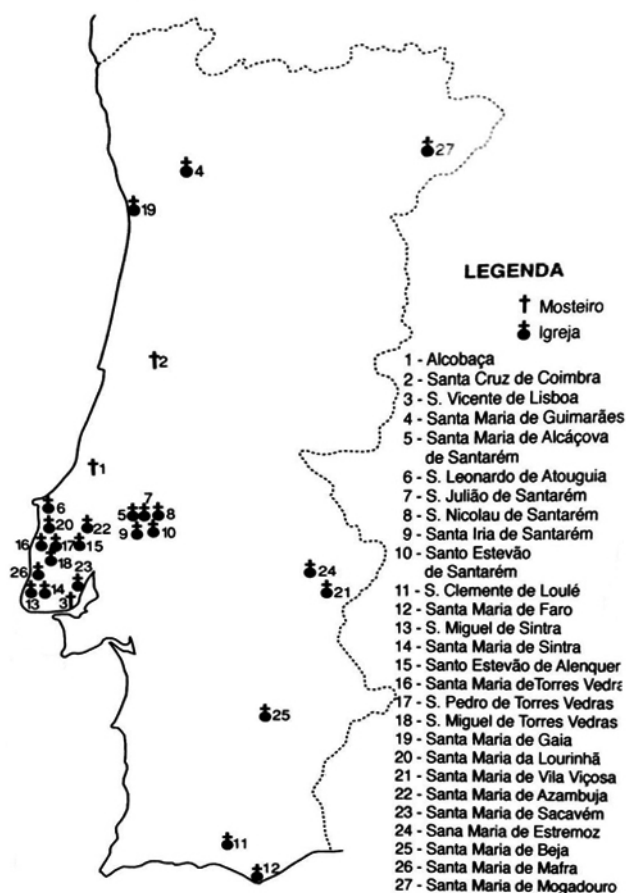 27
4
19
2
1
6
7
5
8
20
22
9
10
16
17
15
18
26
23
24
13
14
3
21
25
11
12
LEGENDA
Mosteiro
Igreja
1 - Alcobaça
2 - Santa Cruz de Coimbra
3 - S. Vicente de Lisboa
4 - Santa Maria de Guimarães
5 - Santa Maria de Alcáçova
de Santarém
6 - S. Leonardo de Atouguia
7 - S. Julião de Santarém
8 - S. Nicolau de Santarém
9 - Santa Iria de Santarém
10 - Santo Estevão
de Santarém
11 - S. Clemente de Loulé
12 - Santa Maria de Faro
13 - S. Miguel de Sintra
14 - Santa Maria de Sintra
15 - Santo Estevão de Alenquer
16 - Santa Maria deTorres Vedra
17 - S. Pedro de Torres Vedras
18 - S. Miguel de Torres Vedras
19 - Santa Maria de Gaia
20 - Santa Maria da Lourinhã
21 - Santa Maria de Vila Viçosa
22 - Santa Maria de Azambuja
23 - Santa Maria de Sacavém
24 - Sana Maria de Estremoz
25 - Santa Maria de Beja
26 - Santa Maria de Mafra
27 - Santa Maria de Mogadouro